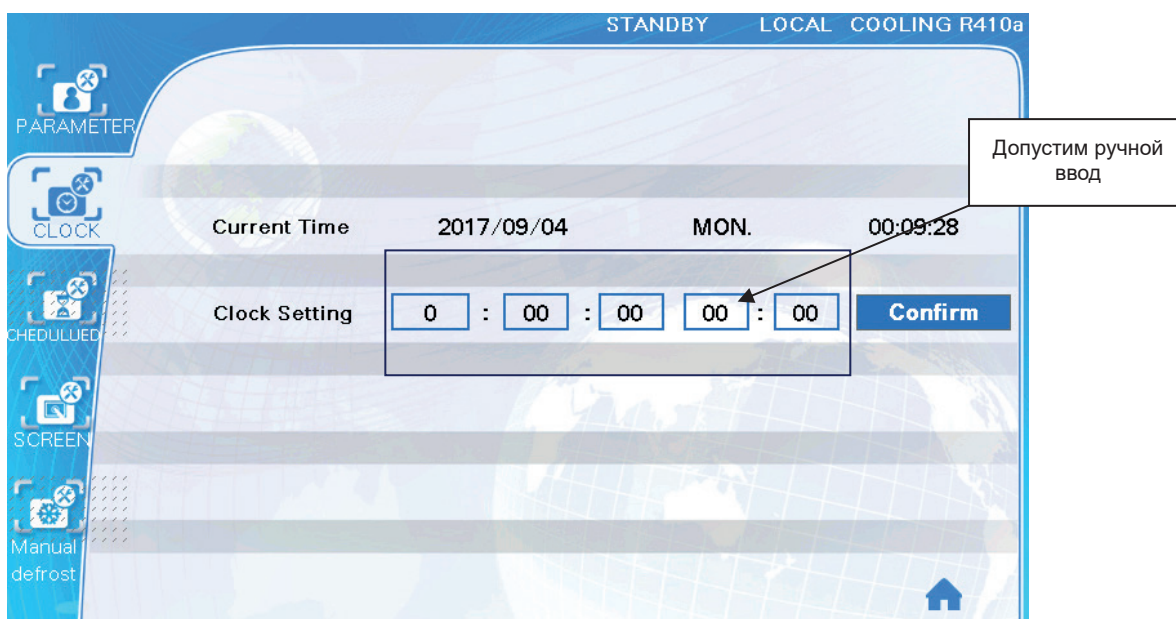 STANDBY LOCAL COOLING R410a
PARAMETER
Допустим ручной
ввод
CLOCK
Current Time 2017/09/04 MON. 00:09:28
CHEDULUED
Clock Setting 0 : 00 : 00 00 : 00 Confirm
SCREEN
Manual
defrost